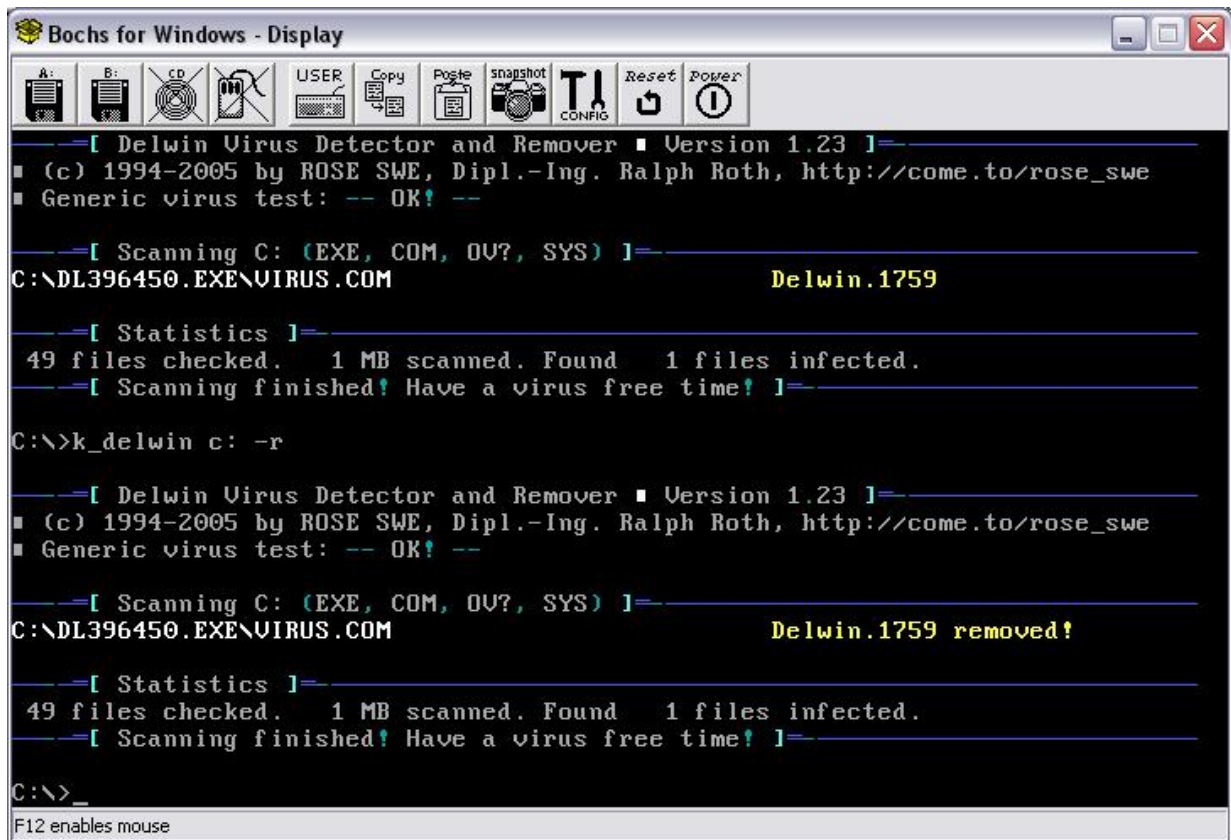 Bochs for Windows - Display
A: B: CD USER Copy Poste snapshot CONFIG Reset Power
[ Delwin Virus Detector and Remover ∎ Version 1.23 ]
∎ (c) 1994-2005 by ROSE SWE, Dipl.-Ing. Ralph Roth, http://come.to/rose_swe
∎ Generic virus test: -- OK! --
[ Scanning C: (EXE, COM, OV?, SYS) ]
C:\DL396450.EXE\VIRUS.COM Delwin.1759
[ Statistics ]
49 files checked. 1 MB scanned. Found 1 files infected.
[ Scanning finished! Have a virus free time! ]
C:\>k_delwin c: -r
[ Delwin Virus Detector and Remover ∎ Version 1.23 ]
∎ (c) 1994-2005 by ROSE SWE, Dipl.-Ing. Ralph Roth, http://come.to/rose_swe
∎ Generic virus test: -- OK! --
[ Scanning C: (EXE, COM, OV?, SYS) ]
C:\DL396450.EXE\VIRUS.COM Delwin.1759 removed!
[ Statistics ]
49 files checked. 1 MB scanned. Found 1 files infected.
[ Scanning finished! Have a virus free time! ]
C:\>_
F12 enables mouse